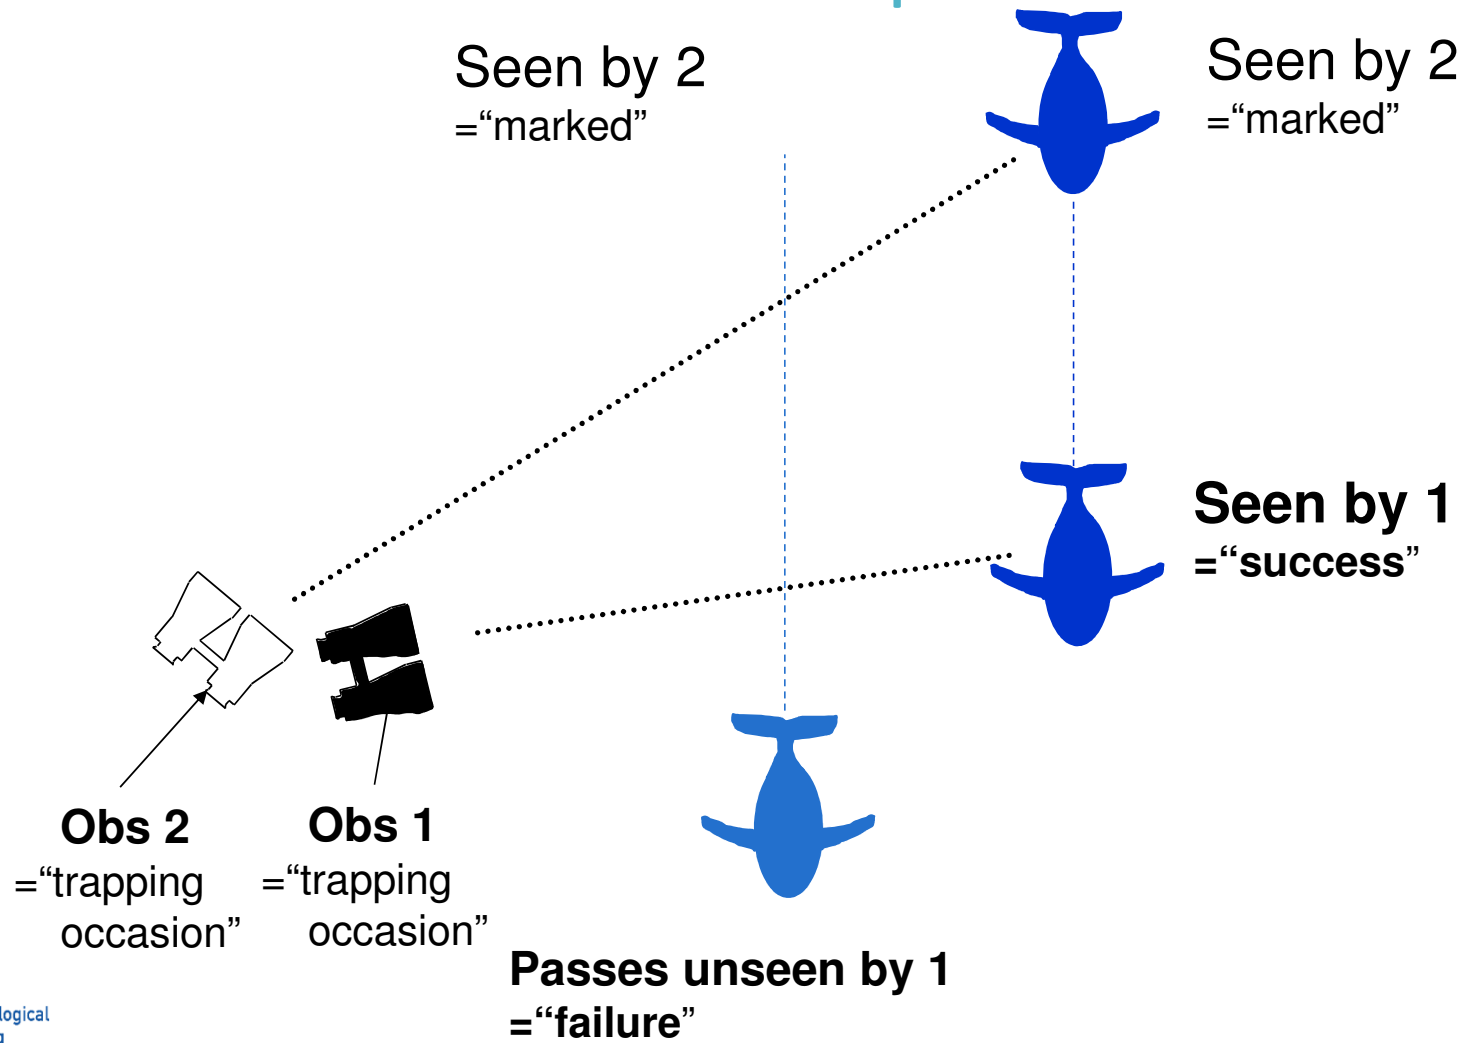 Seen by 2
=“marked”
Seen by 2
=“marked”
Seen by 1
=“success”
Obs 2
=“trapping
occasion”
Obs 1
=“trapping
occasion”
Passes unseen by 1
=“failure”
logical